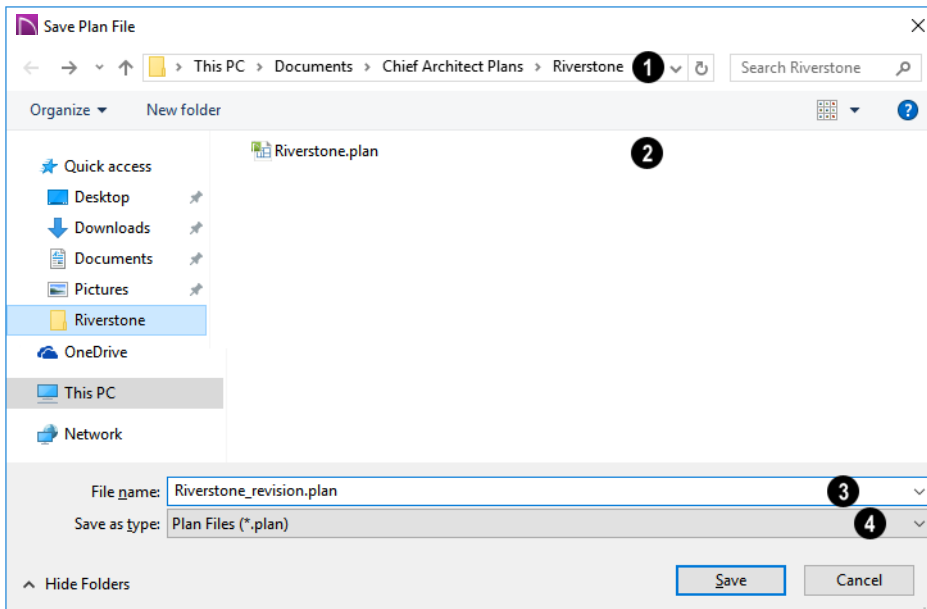 Save Plan File
This PC > Documents > Chief Architect Plans > Riverstone 1 Search Riverstone
Organize New folder ?
Riverstone.plan 2
Quick access
Desktop
Downloads
Documents
Pictures
Riverstone
OneDrive
This PC
Network
File name: Riverstone_revision.plan 3
Save as type: Plan Files (*.plan) 4
Hide Folders Save Cancel